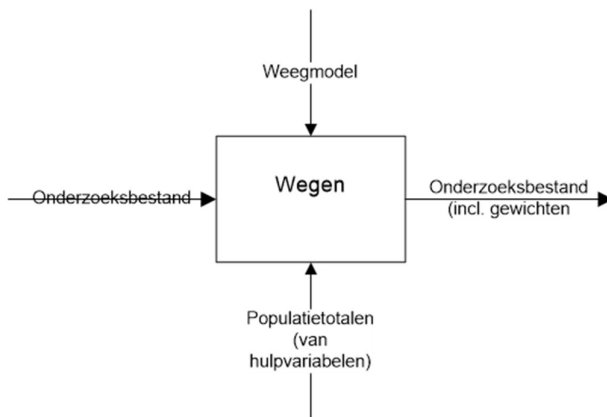 Weegmodel
Wegen
Onderzoeksbestand
Onderzoeksbestand
(incl. gewichten
Populatietotalen
(van
hulpvariabelen)